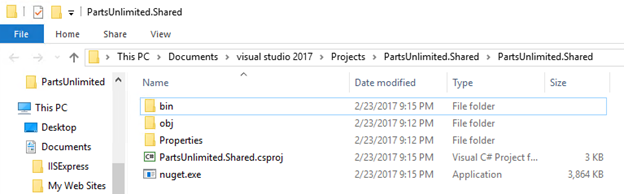 PartsUnlimited.Shared
File Home Share View
This PC Documents visual studio 2017 Projects PartsUnlimited.Shared PartsUnlimited.Shared
PartsUnlimited
This PC
Desktop
Documents
IISExpress
My Web Sites
Name Date modified Type Size
bin 2/23/2017 9:15 PM File folder
obj 2/23/2017 9:12 PM File folder
Properties 2/23/2017 9:12 PM File folder
C# PartsUnlimited.Shared.csproj 2/23/2017 9:15 PM Visual C# Project f... 3 KB
nuget.exe 2/23/2017 9:15 PM Application 3,864 KB